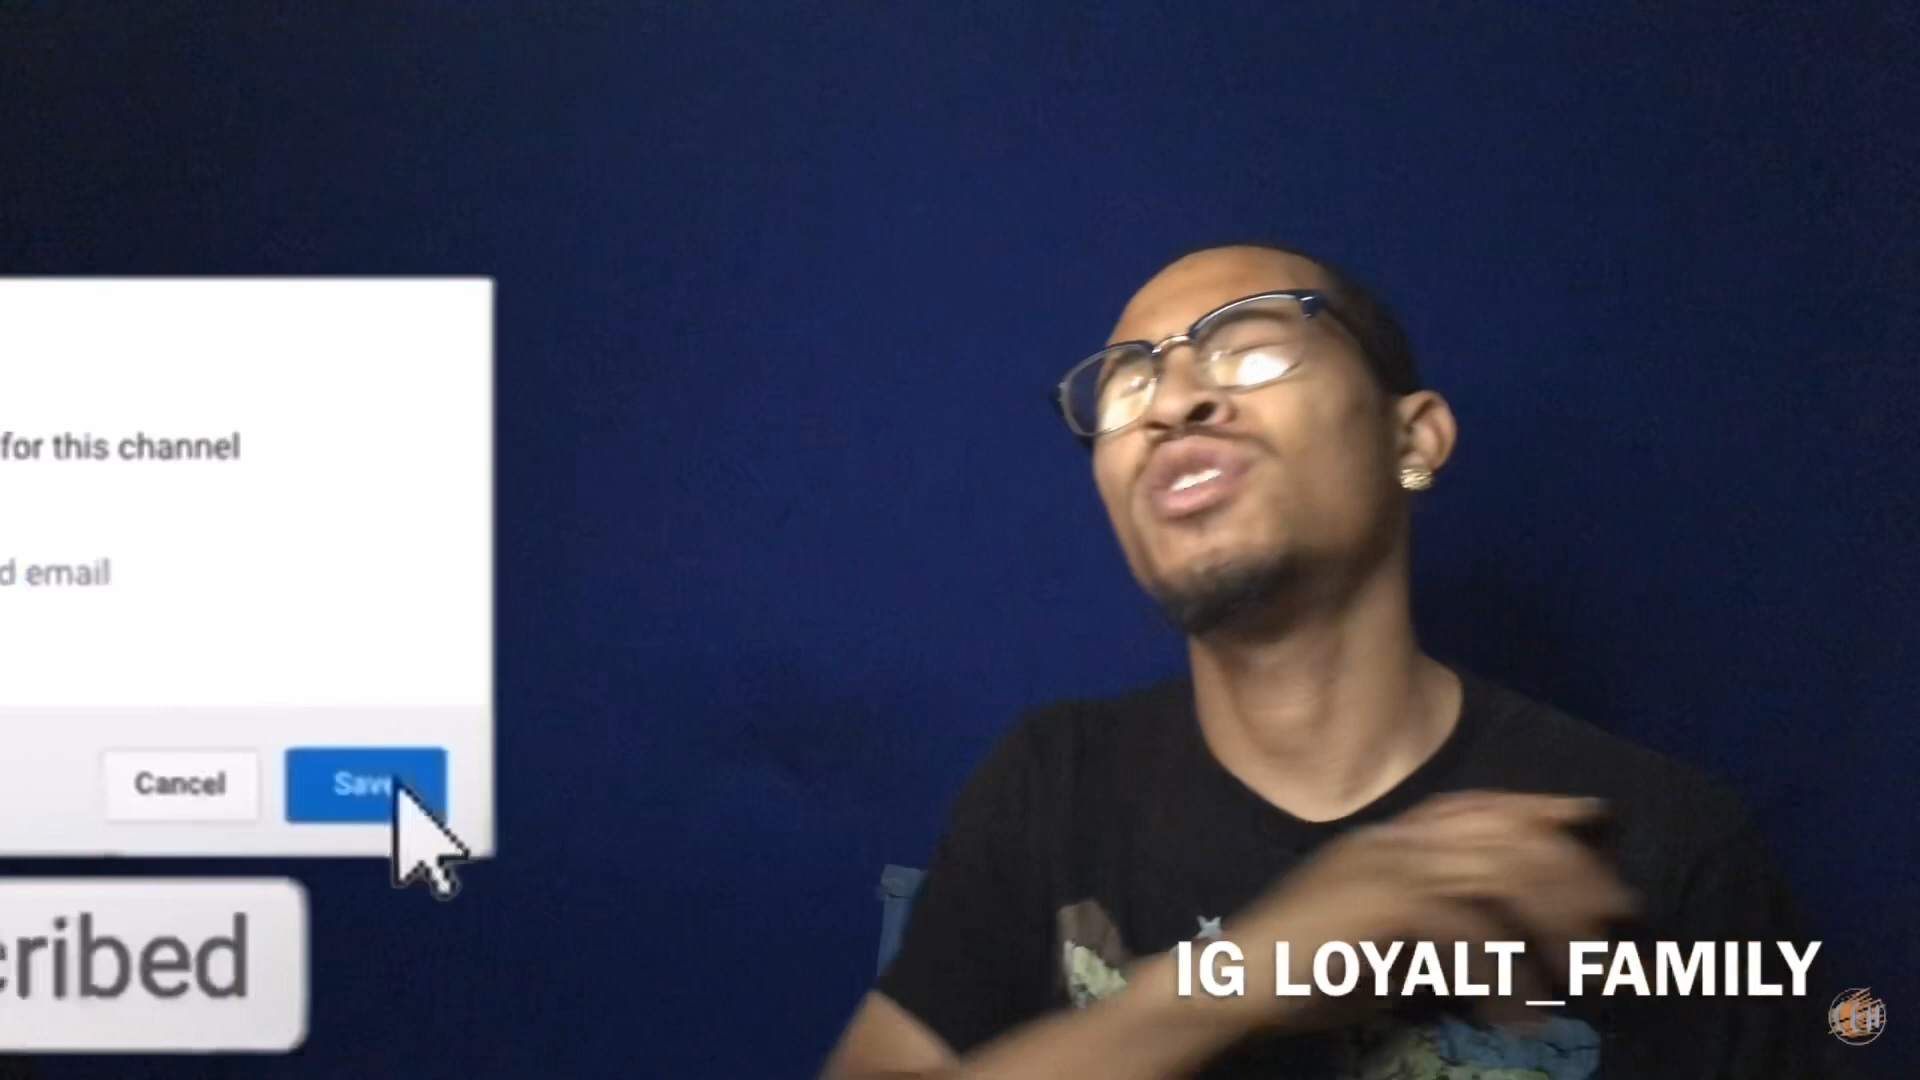 for this channel
d email
Cancel
Save
cribed
IG LOYALT_FAMILY